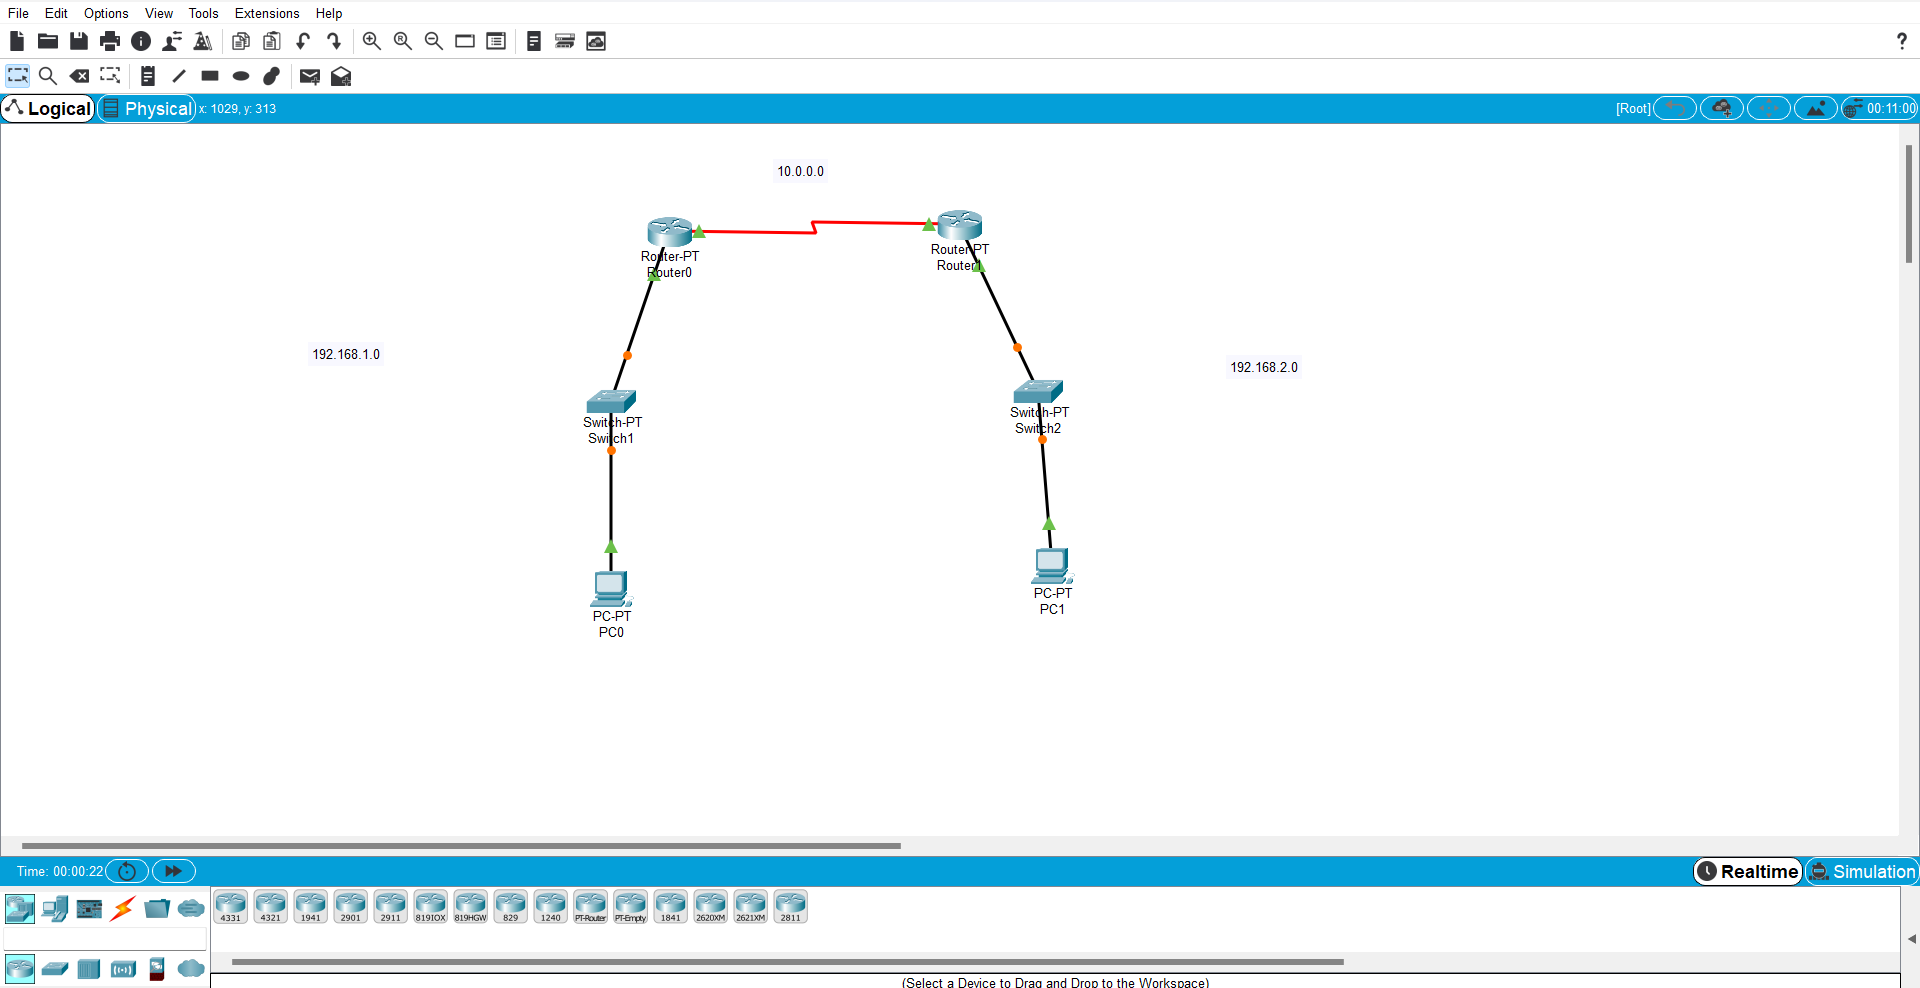 File Edit Options View Tools Extensions Help
?
Logical Physical x: 1029, y: 313 [Root] 00:11:00
10.0.0.0
Router-PT
Router0
Router-PT
Router1
192.168.1.0
192.168.2.0
Switch-PT
Switch1
Switch-PT
Switch2
PC-PT
PC0
PC-PT
PC1
Time: 00:00:22 Realtime Simulation
4331 4321 1941 2901 2911 819IOX 819HGW 829 1240 PT-Router PT-Empty 1841 2620XM 2621XM 2811
(Select a Device to Drag and Drop to the Workspace)